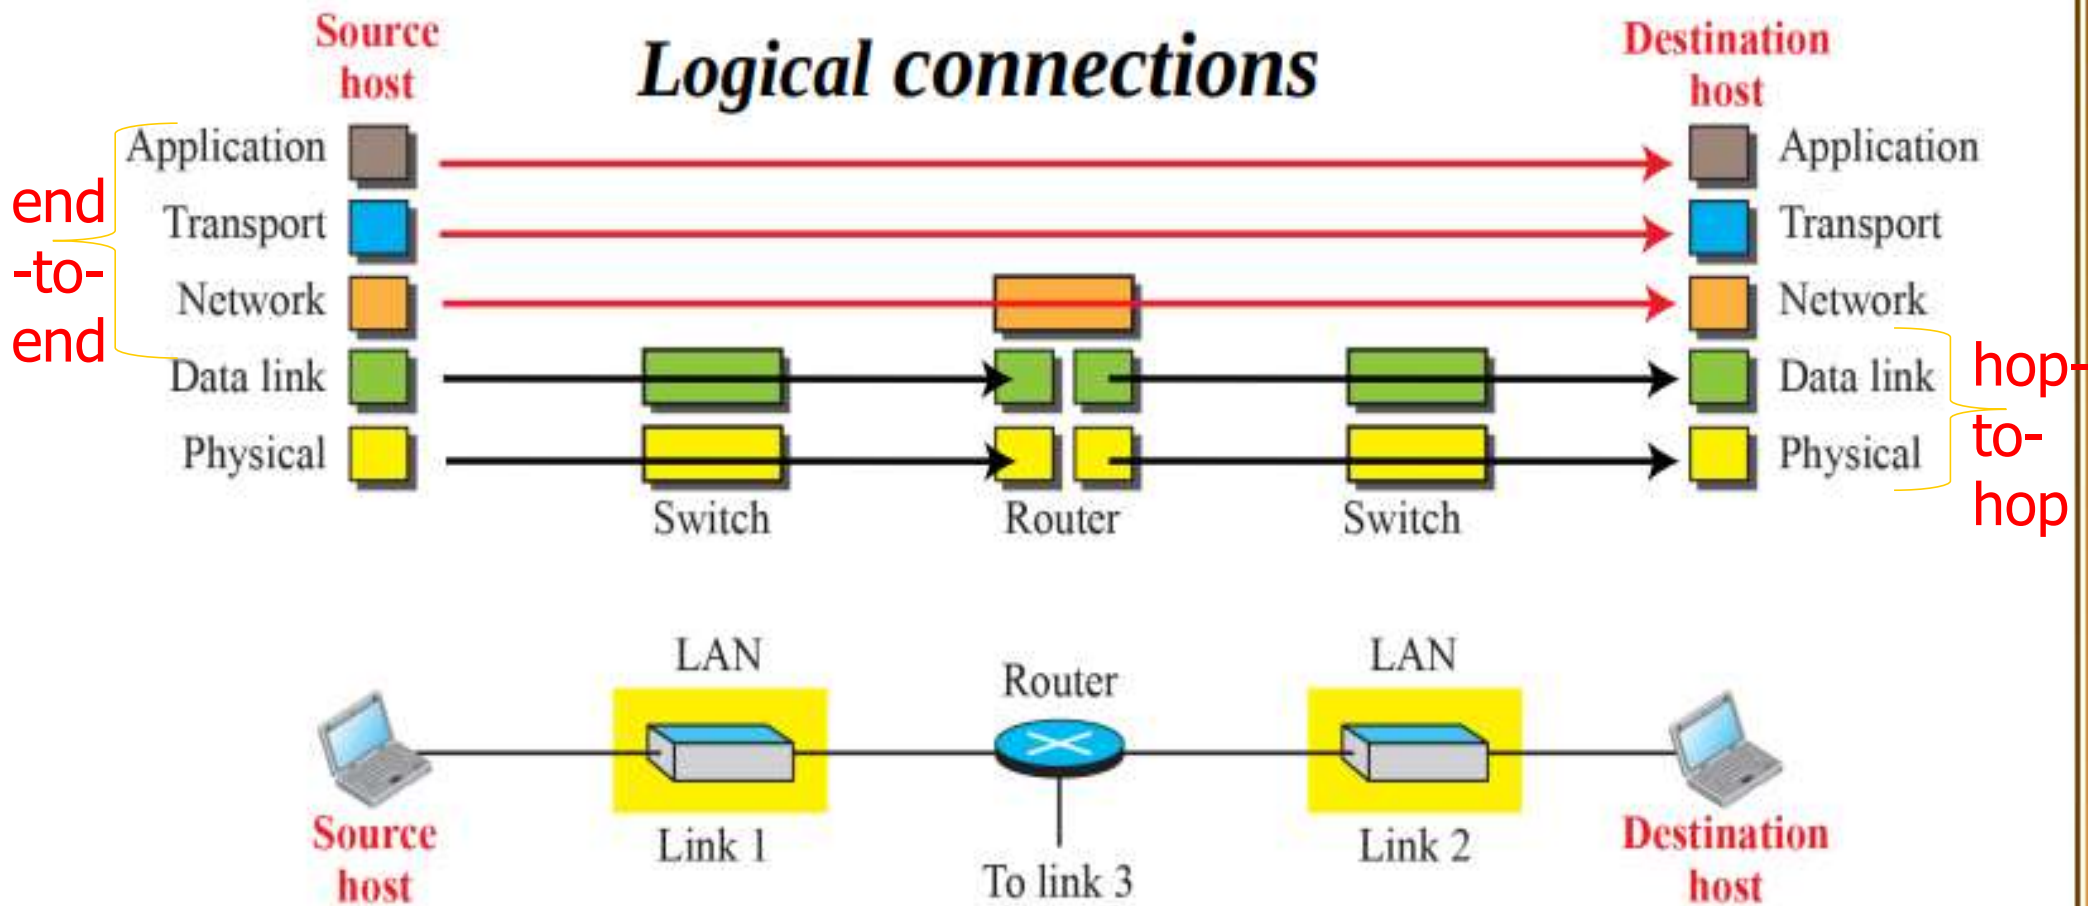 Source
host
Logical connections
Destination
host
Application
Application
end
-to-
end
Transport
Transport
Network
Network
Data link
Data link
hop-
to-
hop
Physical
Physical
Switch
Router
Switch
LAN
Router
LAN
Source
host
Link 1
To link 3
Link 2
Destination
host